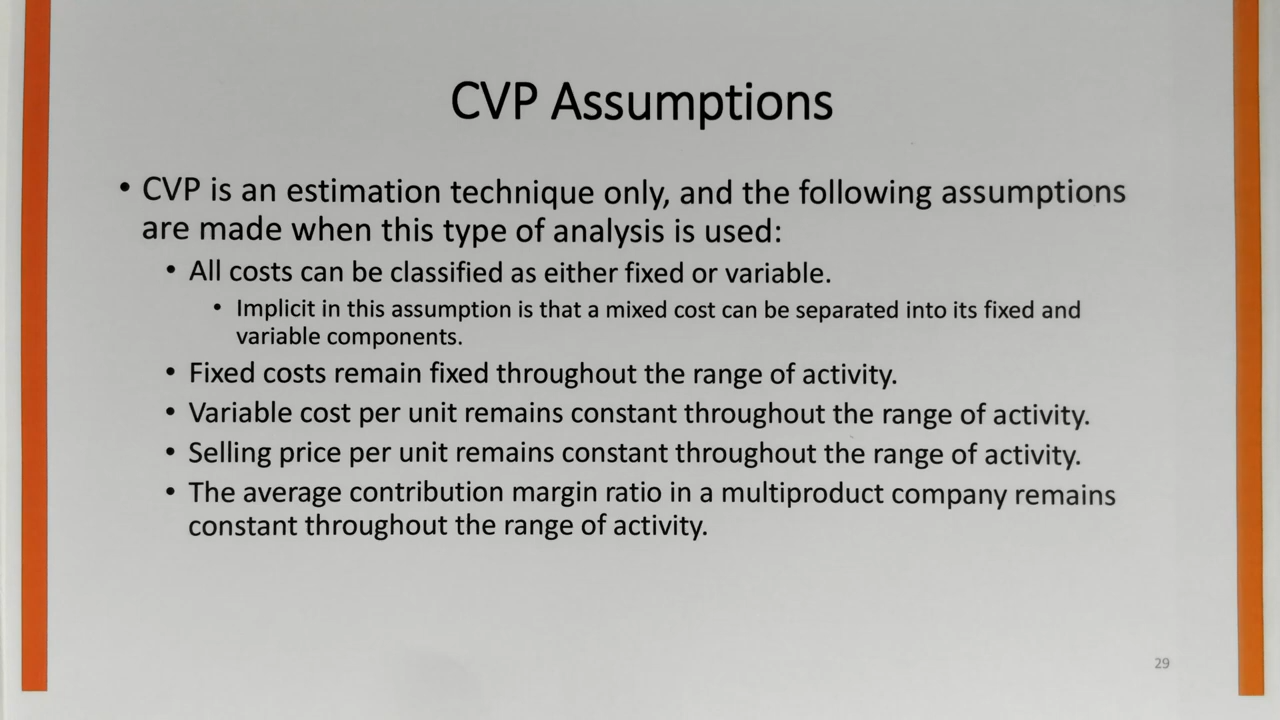 CVP Assumptions
• CVP is an estimation technique only, and the following assumptions
are made when this type of analysis is used:
• All costs can be classified as either fixed or variable.
• Implicit in this assumption is that a mixed cost can be separated into its fixed and
variable components.
• Fixed costs remain fixed throughout the range of activity.
• Variable cost per unit remains constant throughout the range of activity.
• Selling price per unit remains constant throughout the range of activity.
• The average contribution margin ratio in a multiproduct company remains
constant throughout the range of activity.
29